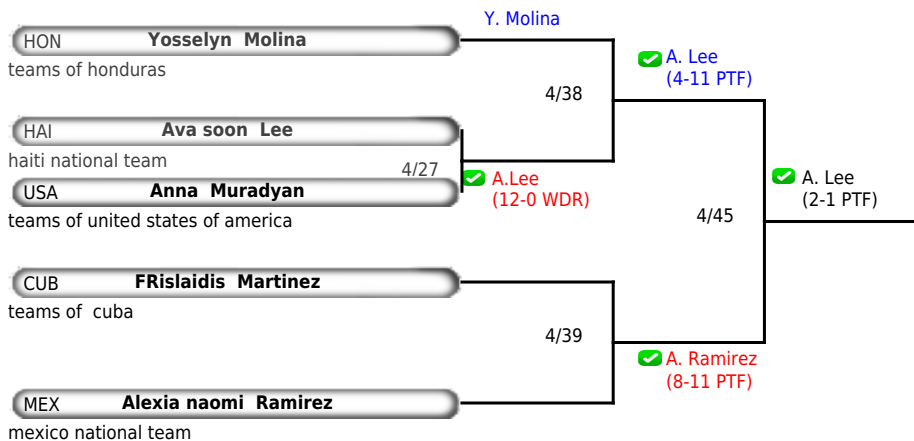 Y. Molina
HON Yosselyn Molina
teams of honduras
A. Lee
(4-11 PTF)
4/38
HAI Ava soon Lee
haiti national team
4/27
A.Lee
(12-0 WDR)
USA Anna Muradyan
teams of united states of america
A. Lee
(2-1 PTF)
4/45
CUB FRislaidis Martinez
teams of cuba
4/39
A. Ramirez
(8-11 PTF)
MEX Alexia naomi Ramirez
mexico national team